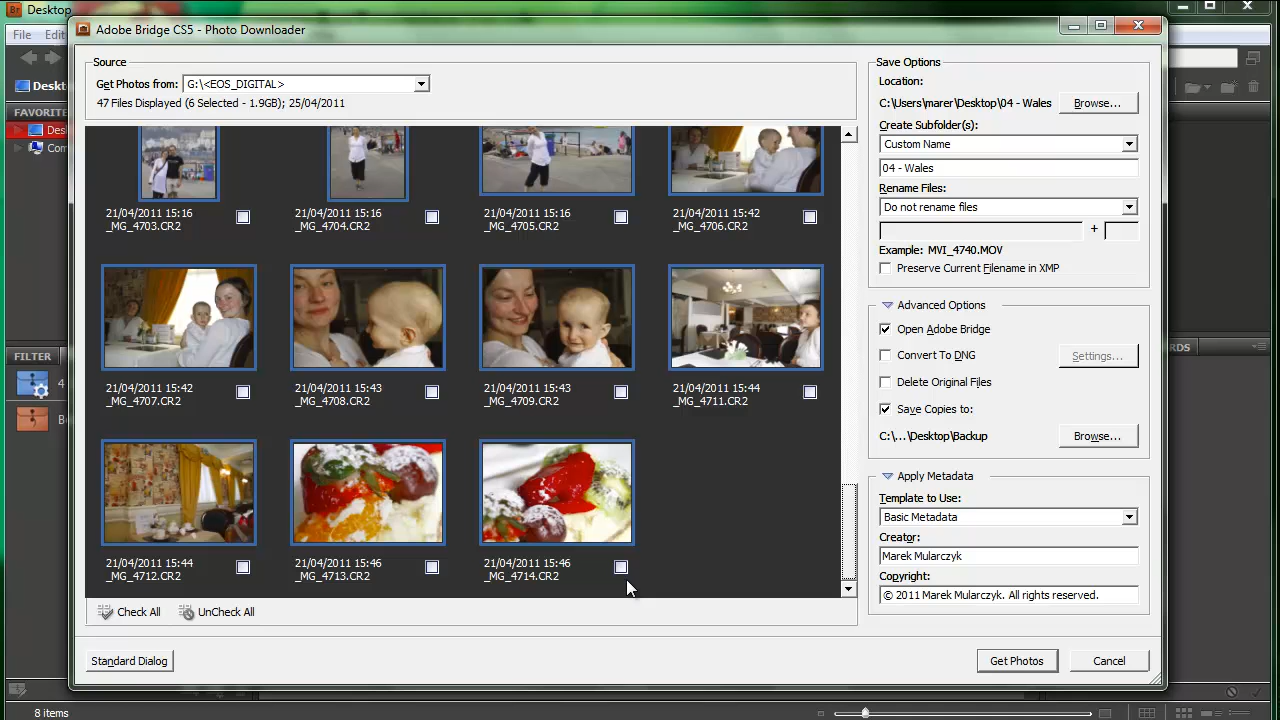 Br Desktop
File Edi
Adobe Bridge CS5 - Photo Downloader
Deskt
FAVORITE
Des
Com
FILTER
4
B
RDS
8 items
Source
Get Photos from: G:\<EOS_DIGITAL>
47 Files Displayed (6 Selected - 1.9GB); 25/04/2011
21/04/2011 15:16
_MG_4703.CR2
21/04/2011 15:16
_MG_4704.CR2
21/04/2011 15:16
_MG_4705.CR2
21/04/2011 15:42
_MG_4706.CR2
21/04/2011 15:42
_MG_4707.CR2
21/04/2011 15:43
_MG_4708.CR2
21/04/2011 15:43
_MG_4709.CR2
21/04/2011 15:44
_MG_4711.CR2
21/04/2011 15:44
_MG_4712.CR2
21/04/2011 15:46
_MG_4713.CR2
21/04/2011 15:46
_MG_4714.CR2
Check All UnCheck All
Standard Dialog
Save Options
Location:
C:\Users\marer\Desktop\04 - Wales Browse...
Create Subfolder(s):
Custom Name
04 - Wales
Rename Files:
Do not rename files
+
Example: MVI_4740.MOV
Preserve Current Filename in XMP
Advanced Options
Open Adobe Bridge
Convert To DNG Settings...
Delete Original Files
Save Copies to:
C:\...\Desktop\Backup Browse...
Apply Metadata
Template to Use:
Basic Metadata
Creator:
Marek Mularczyk
Copyright:
© 2011 Marek Mularczyk. All rights reserved.
Get Photos Cancel